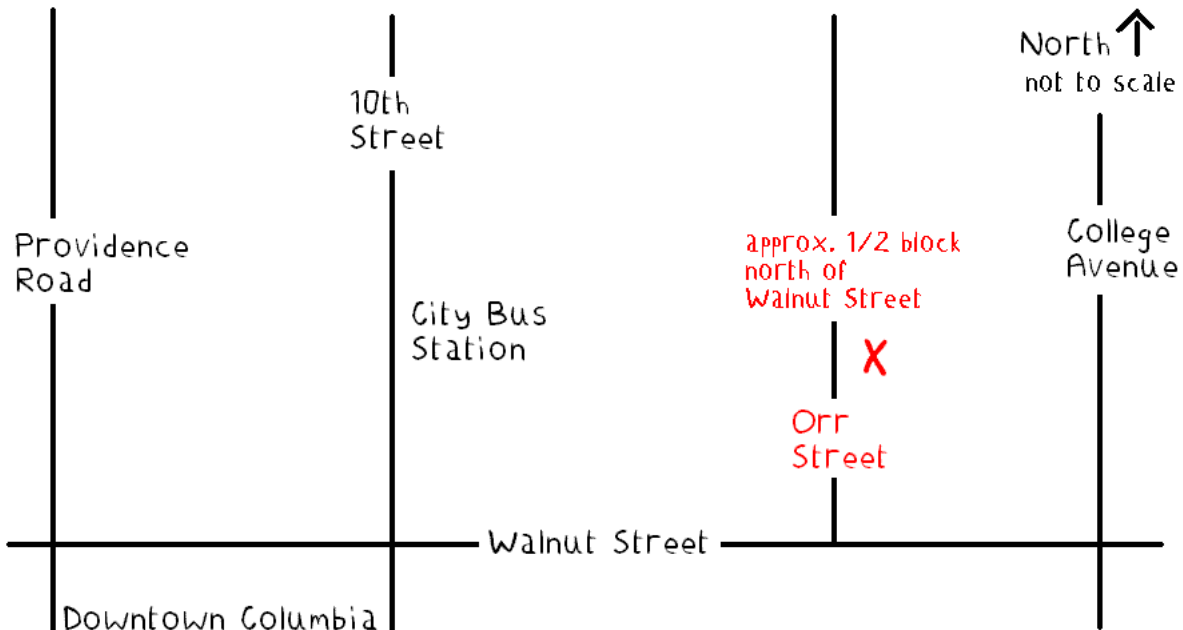 North ↑
not to scale
10th
Street
Providence
Road
approx. 1/2 block
north of
Walnut Street
College
Avenue
City Bus
Station
X
Orr
Street
Walnut Street
Downtown Columbia